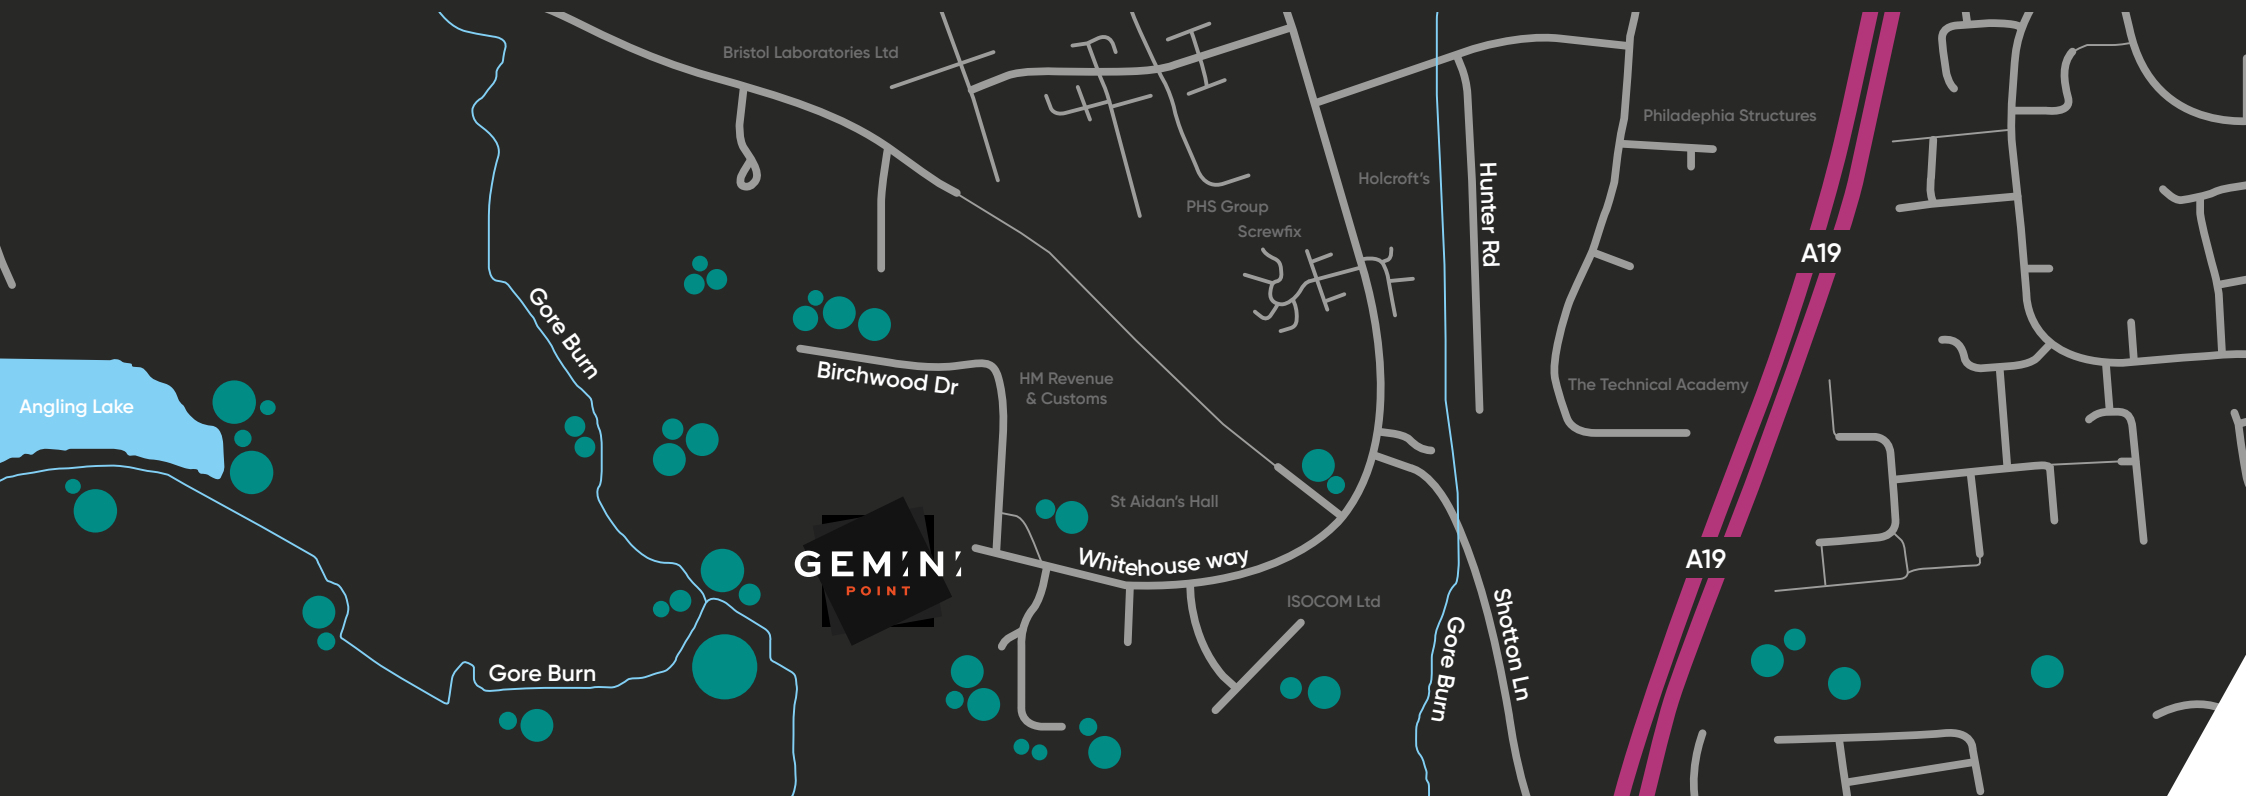 Bristol Laboratories Ltd
Philadephia Structures
Holcroft's
Hunter Rd
PHS Group
Screwfix
A19
Gore Burn
Birchwood Dr
HM Revenue
& Customs
The Technical Academy
Angling Lake
St Aidan's Hall
Whitehouse way
GEMINI
POINT
A19
ISOCOM Ltd
Shotton Ln
Gore Burn
Gore Burn